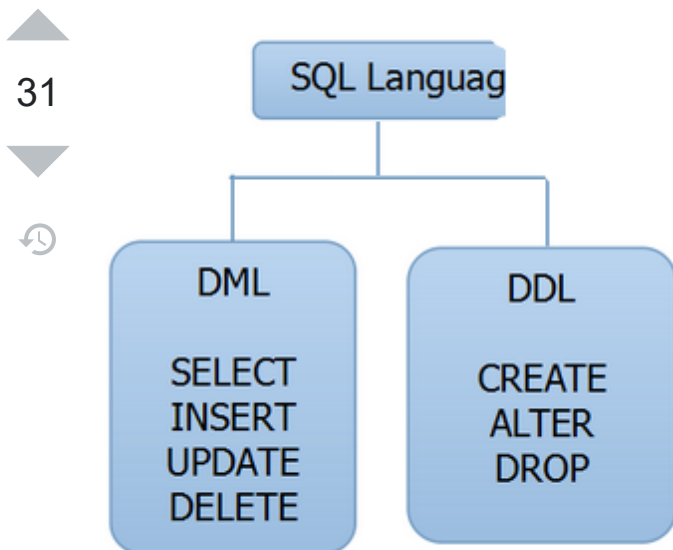 31
SQL Languag
DML
SELECT
INSERT
UPDATE
DELETE
DDL
CREATE
ALTER
DROP